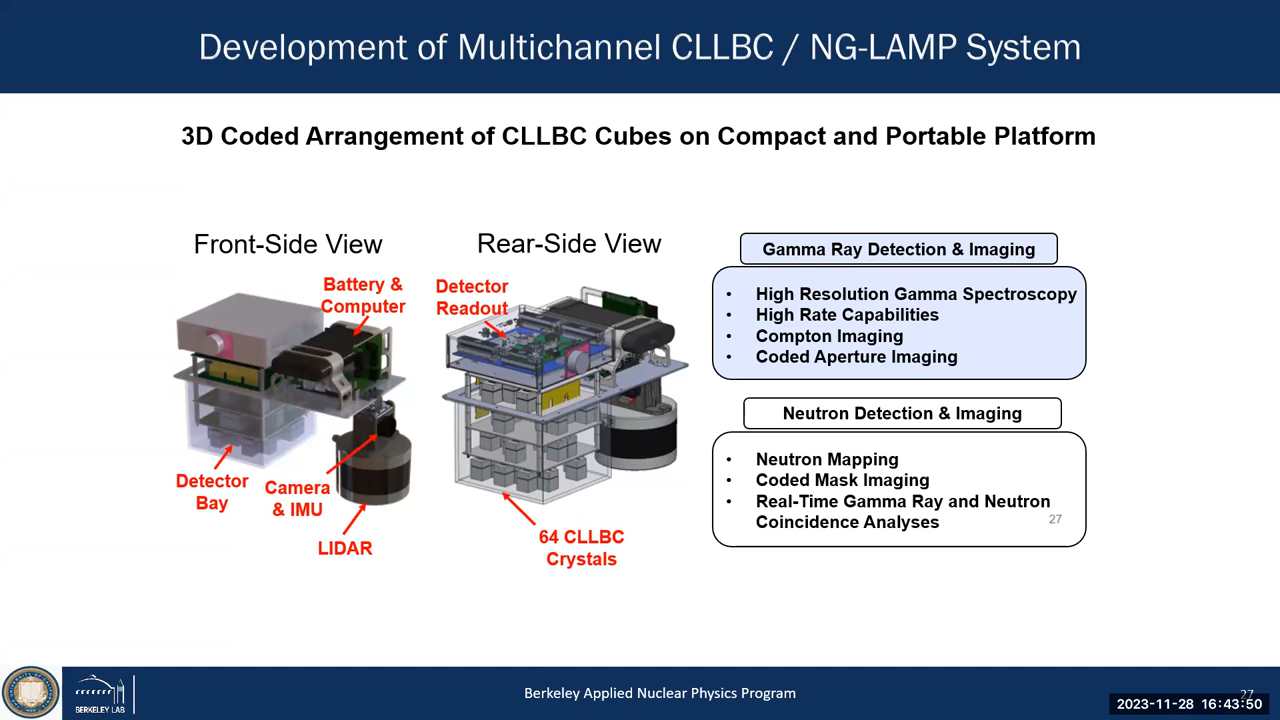 Development of Multichannel CLLBC / NG-LAMP System
3D Coded Arrangement of CLLBC Cubes on Compact and Portable Platform
Front-Side View
Rear-Side View
Battery &
Computer
Detector
Readout
Detector
Bay
Camera
& IMU
LIDAR
64 CLLBC
Crystals
Gamma Ray Detection & Imaging
• High Resolution Gamma Spectroscopy
• High Rate Capabilities
• Compton Imaging
• Coded Aperture Imaging
Neutron Detection & Imaging
• Neutron Mapping
• Coded Mask Imaging
• Real-Time Gamma Ray and Neutron
Coincidence Analyses
27
BERKELEY LAB
Berkeley Applied Nuclear Physics Program
27
2023-11-28 16:43:50